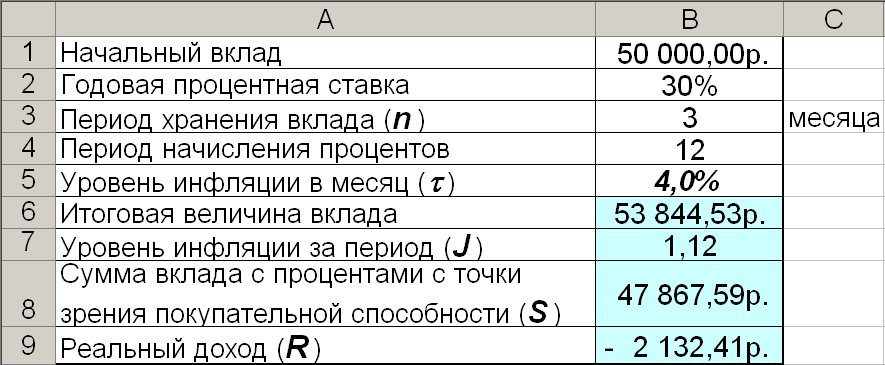 A B C
1 Начальный вклад 50 000,00р.
2 Годовая процентная ставка 30%
3 Период хранения вклада (n) 3 месяца
4 Период начисления процентов 12
5 Уровень инфляции в месяц (τ) 4,0%
6 Итоговая величина вклада 53 844,53р.
7 Уровень инфляции за период (J) 1,12
Сумма вклада с процентами с точки
8 зрения покупательной способности (S) 47 867,59р.
9 Реальный доход (R) - 2 132,41р.